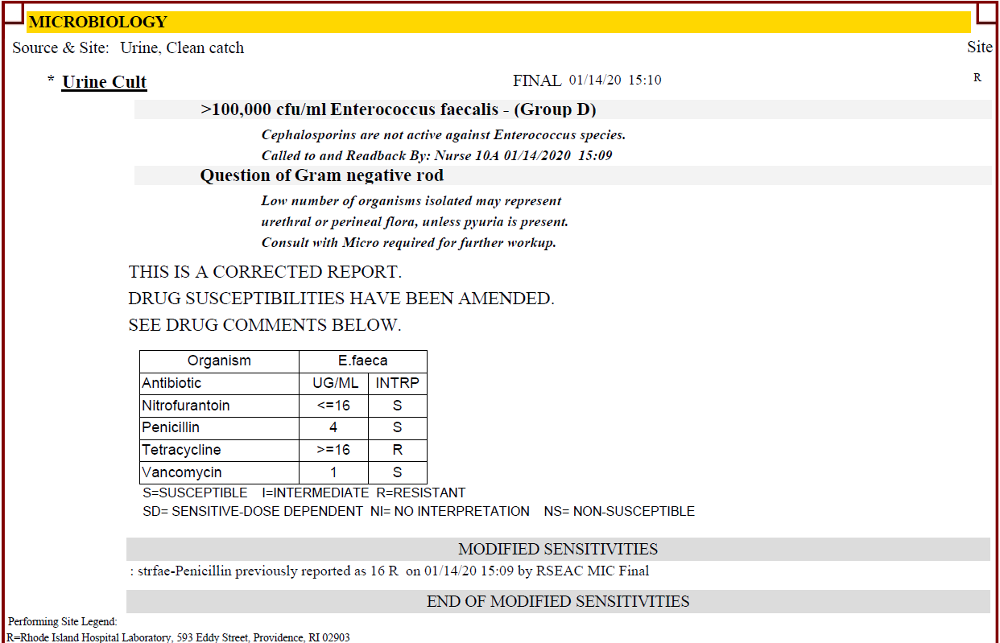 MICROBIOLOGY
Source & Site: Urine, Clean catch Site
* Urine Cult FINAL 01/14/20 15:10 R
>100,000 cfu/ml Enterococcus faecalis - (Group D)
Cephalosporins are not active against Enterococcus species.
Called to and Readback By: Nurse 10A 01/14/2020 15:09
Question of Gram negative rod
Low number of organisms isolated may represent
urethral or perineal flora, unless pyuria is present.
Consult with Micro required for further workup.
THIS IS A CORRECTED REPORT.
DRUG SUSCEPTIBILITIES HAVE BEEN AMENDED.
SEE DRUG COMMENTS BELOW.
Organism E.faeca
Antibiotic UG/ML INTRP
Nitrofurantoin <=16 S
Penicillin 4 S
Tetracycline >=16 R
Vancomycin 1 S
S=SUSCEPTIBLE I=INTERMEDIATE R=RESISTANT
SD= SENSITIVE-DOSE DEPENDENT NI= NO INTERPRETATION NS= NON-SUSCEPTIBLE
MODIFIED SENSITIVITIES
: strfae-Penicillin previously reported as 16 R on 01/14/20 15:09 by RSEAC MIC Final
END OF MODIFIED SENSITIVITIES
Performing Site Legend:
R=Rhode Island Hospital Laboratory, 593 Eddy Street, Providence, RI 02903